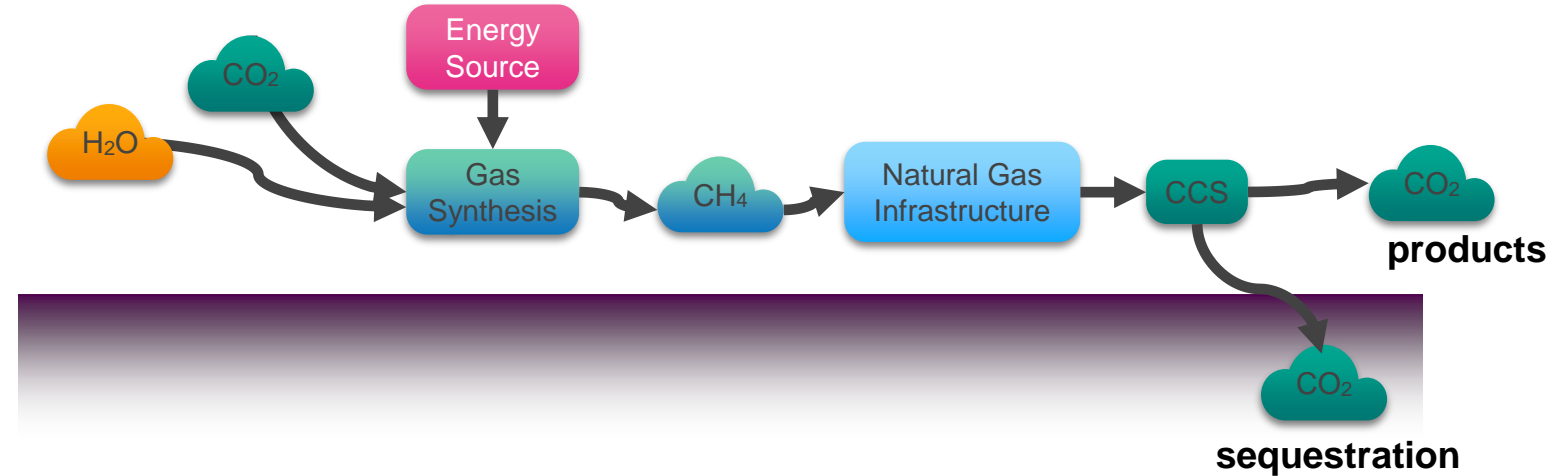 Energy
Source
CO₂
H₂O
Gas
Synthesis
CH₄
Natural Gas
Infrastructure
CCS
CO₂
products
CO₂
sequestration